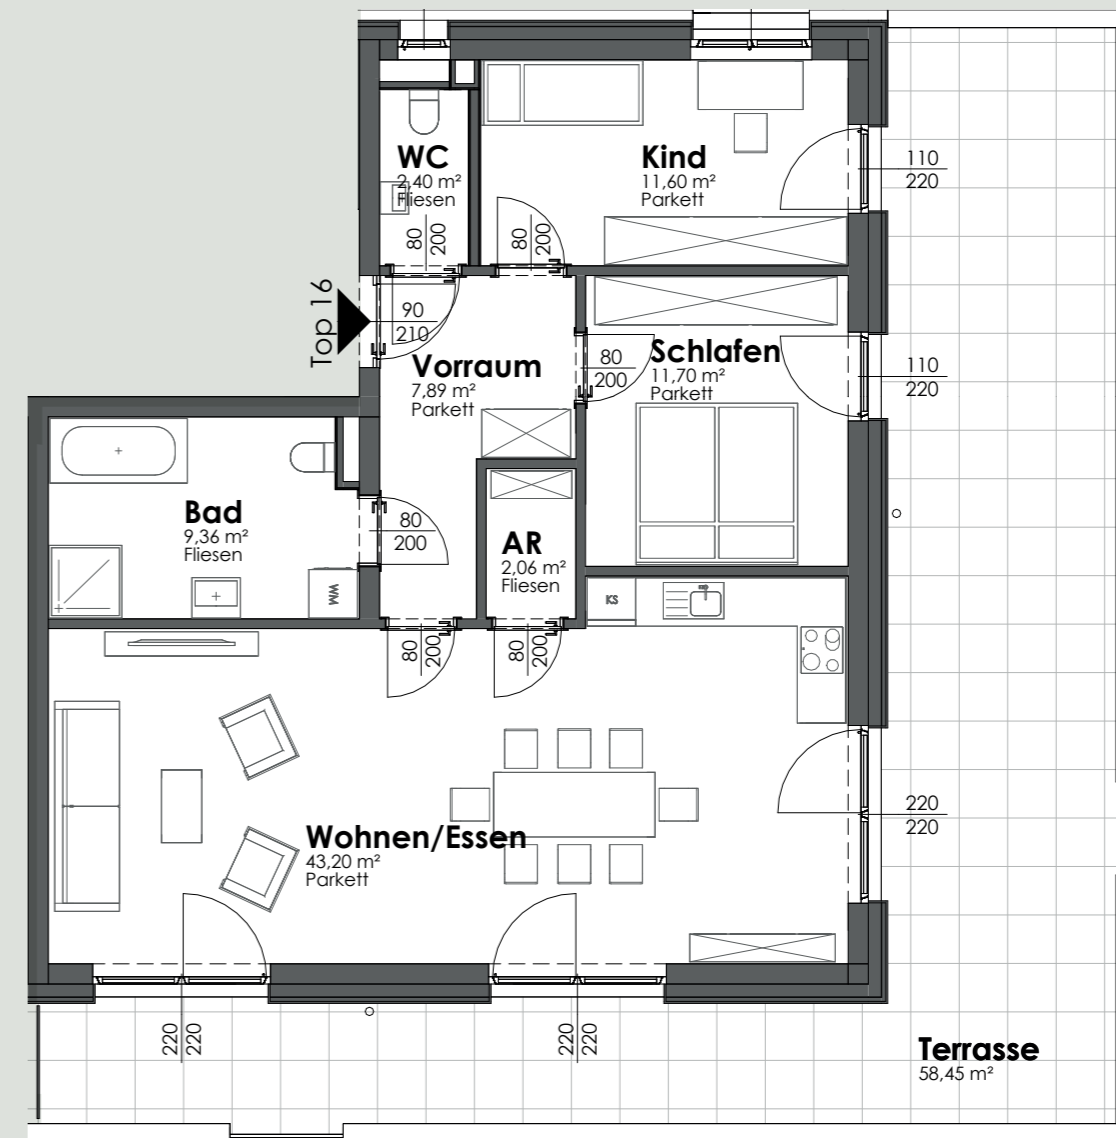 WC
2,40 m²
Fliesen
80
200
Kind
11,60 m²
Parkett
80
200
110
220
Top 16
90
210
Vorraum
7,89 m²
Parkett
80
200
Schlafen
11,70 m²
Parkett
110
220
Bad
9,36 m²
Fliesen
WM
80
200
AR
2,06 m²
Fliesen
KS
80
200
80
200
Wohnen/Essen
43,20 m²
Parkett
220
220
220
220
220
220
Terrasse
58,45 m²